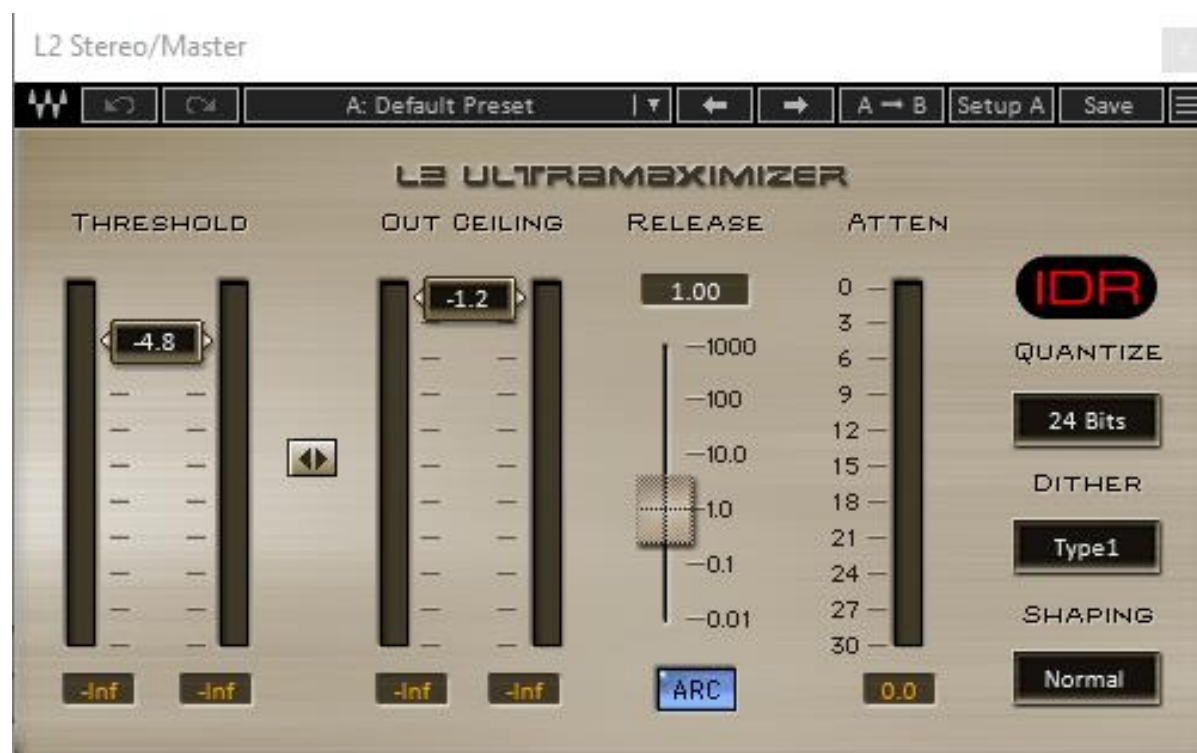 L2 Stereo/Master
A: Default Preset
A → B
Setup A
Save
L2 ULTRAMAXIMIZER
THRESHOLD
OUT CEILING
RELEASE
ATTEN
-4.8
-1.2
1.00
1000
100
10.0
1.0
0.1
0.01
0
3
6
9
12
15
18
21
24
27
30
IDR
QUANTIZE
24 Bits
DITHER
Type1
SHAPING
Normal
-Inf -Inf
-Inf -Inf
ARC
0.0